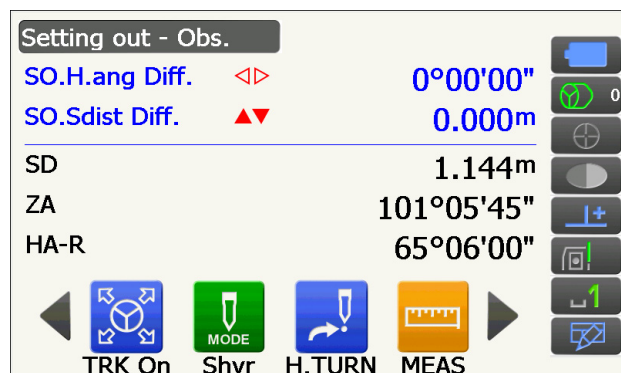 Setting out - Obs.
SO.H.ang Diff. 0°00'00"
SO.Sdist Diff. 0.000m
0
SD 1.144m
ZA 101°05'45"
HA-R 65°06'00"
1
MODE
TRK On Shvr H.TURN MEAS